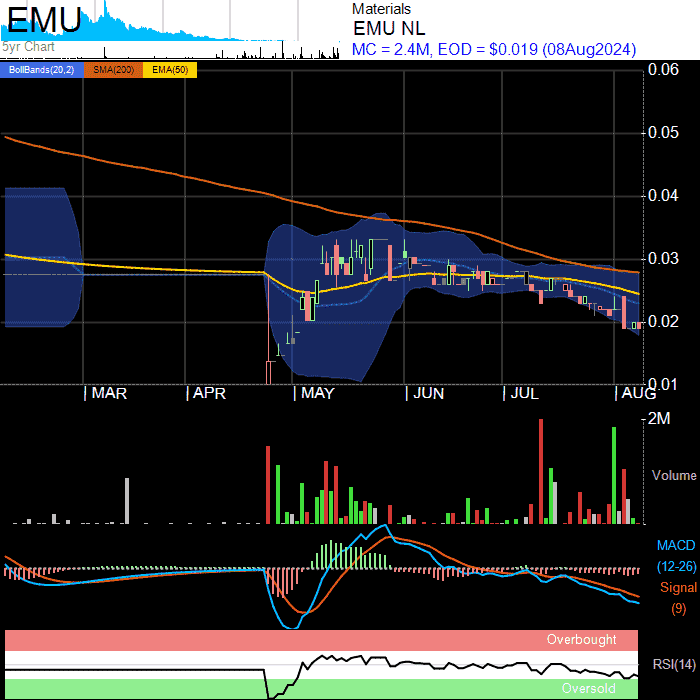 EMU
5yr Chart
Materials
EMU NL
MC = 2.4M, EOD = $0.019 (08Aug2024)
BollBands(20,2) SMA(200) EMA(50)
0.06
0.05
0.04
0.03
0.02
0.01
| MAR | APR | MAY | JUN | JUL | AUG
2M
Volume
MACD
(12-26)
Signal
(9)
Overbought
RSI(14)
Oversold